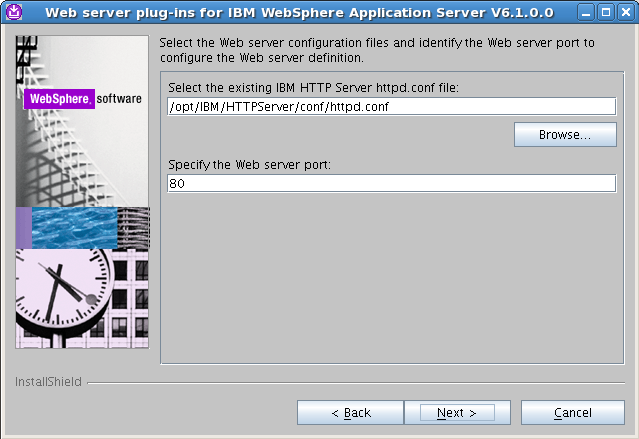 Web server plug-ins for IBM WebSphere Application Server V6.1.0.0
Select the Web server configuration files and identify the Web server port to
configure the Web server definition.
WebSphere. software
Select the existing IBM HTTP Server httpd.conf file:
/opt/IBM/HTTPServer/conf/httpd.conf
Browse...
Specify the Web server port:
80
InstallShield
< Back
Next >
Cancel